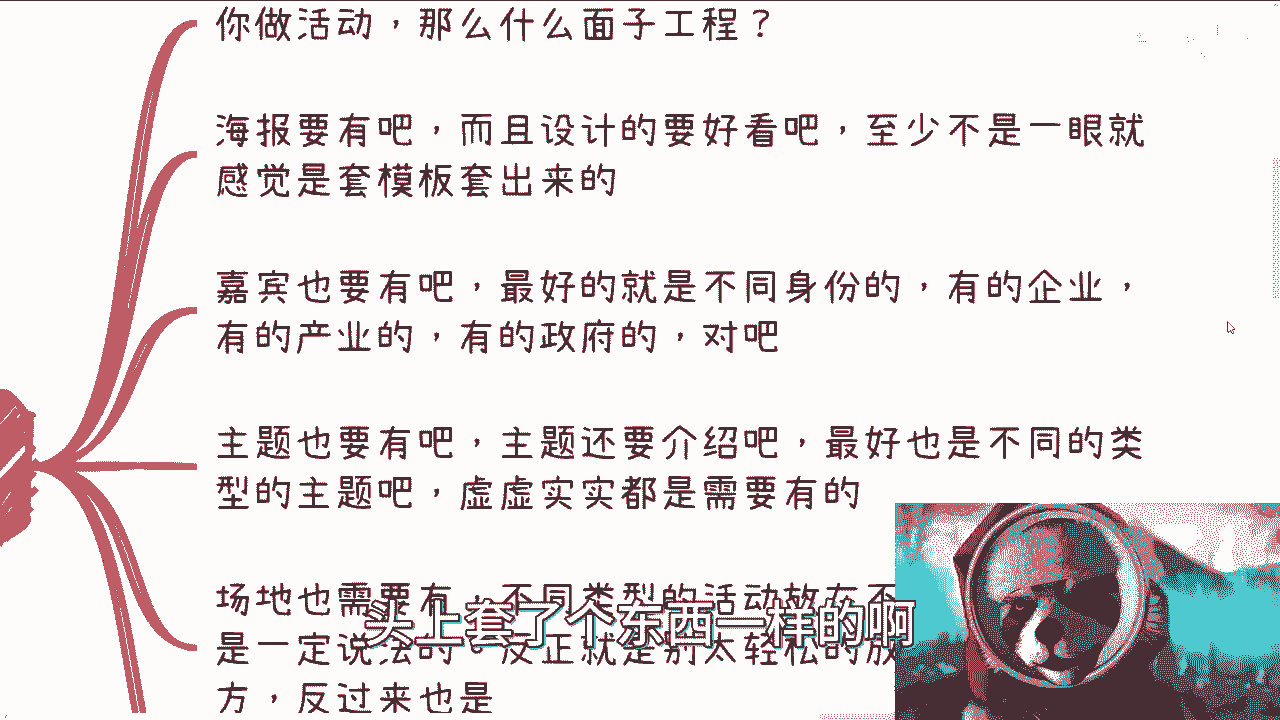 你做活动，那么什么面子工程？
海报要有吧，而且设计的要好看吧，至少不是一眼就
感觉是套模板套出来的
嘉宾也要有吧，最好的就是不同身份的，有的企业，
有的产业的，有的政府的，对吧
主题也要有吧，主题还要介绍吧，最好也是不同的类
型的主题吧，虚虚实实都是需要有的
场地也需要有，不同类型的活动放在不
是一定说法的，反正就是别太轻松的放
方，反过来也是
头上套了个东西一样的啊